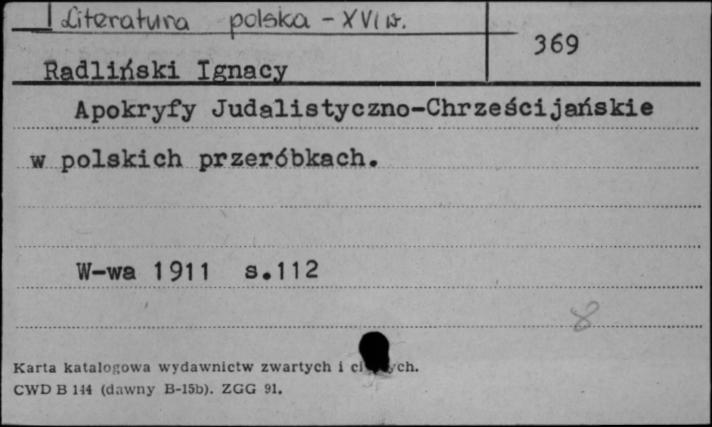 Literatura polska - XVI w.
369
Radliński Ignacy
Apokryfy Judalistyczno-Chrześcijańskie
w polskich przeróbkach.
W-wa 1911 s.112
8
Karta katalogowa wydawnictw zwartych i
CWD B 144 (dawny B-15b). ZGG 91.